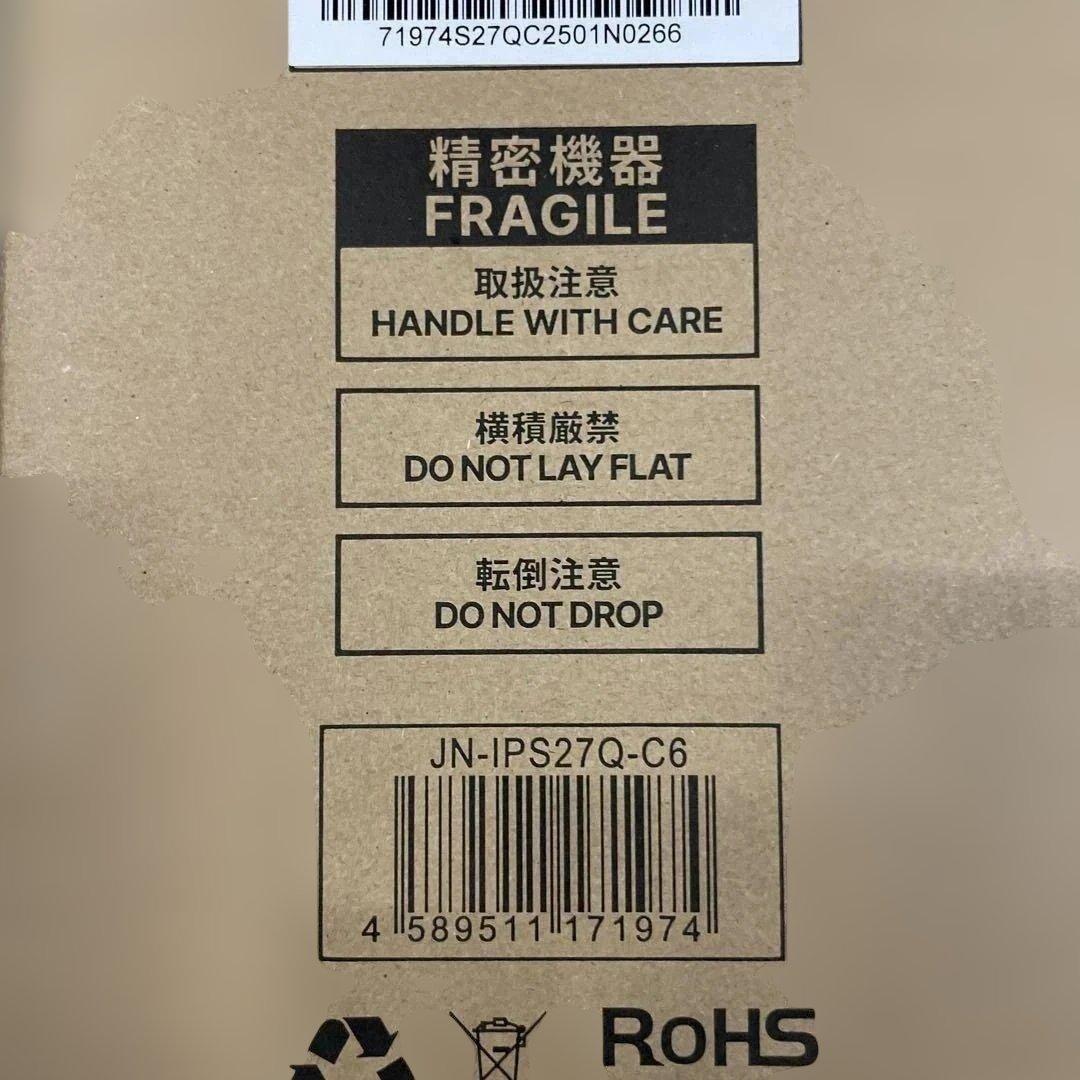 71974S27QC2501N0266
精密機器
FRAGILE
取扱注意
HANDLE WITH CARE
横積厳禁
DO NOT LAY FLAT
転倒注意
DO NOT DROP
JN-IPS27Q-C6
4 589511 171974
RoHS